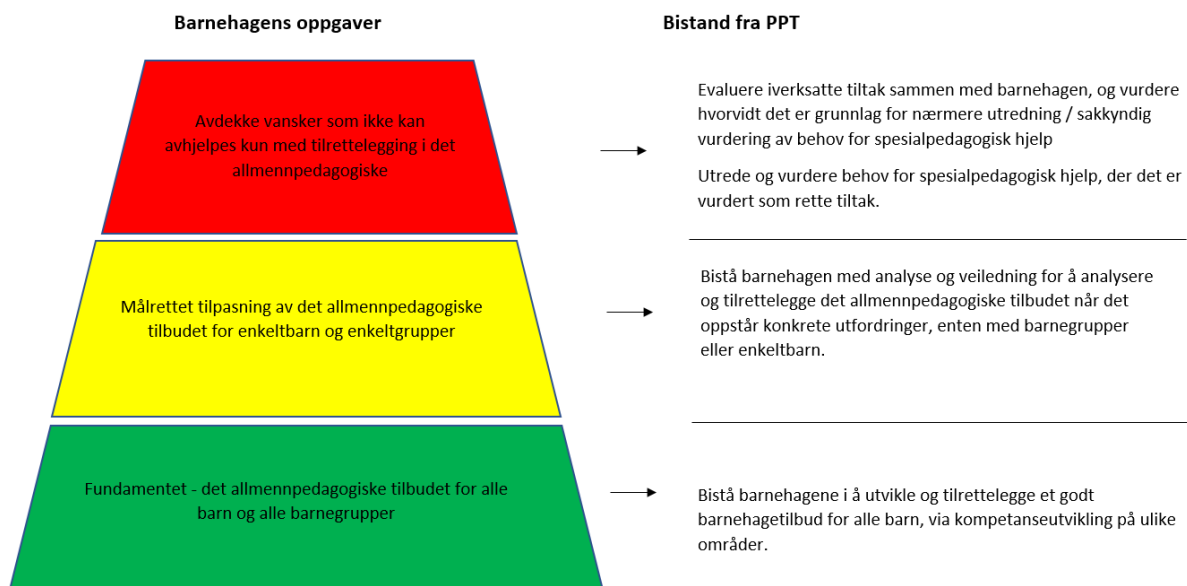 Barnehagens oppgaver
Bistand fra PPT
Avdekke vansker som ikke kan
avhjelpes kun med tilrettelegging i det
allmennpedagogiske
Evaluere iverksatte tiltak sammen med barnehagen, og vurdere
hvorvidt det er grunnlag for nærmere utredning / sakkyndig
vurdering av behov for spesialpedagogisk hjelp
Utrede og vurdere behov for spesialpedagogisk hjelp, der det er
vurdert som rette tiltak.
Målrettet tilpasning av det allmennpedagogiske
tilbudet for enkeltbarn og enkeltgrupper
Bistå barnehagen med analyse og veiledning for å analysere
og tilrettelegge det allmennpedagogiske tilbudet når det
oppstår konkrete utfordringer, enten med barnegrupper
eller enkeltbarn.
Fundamentet - det allmennpedagogiske tilbudet for alle
barn og alle barnegrupper
Bistå barnehagene i å utvikle og tilrettelegge et godt
barnehagetilbud for alle barn, via kompetanseutvikling på ulike
områder.